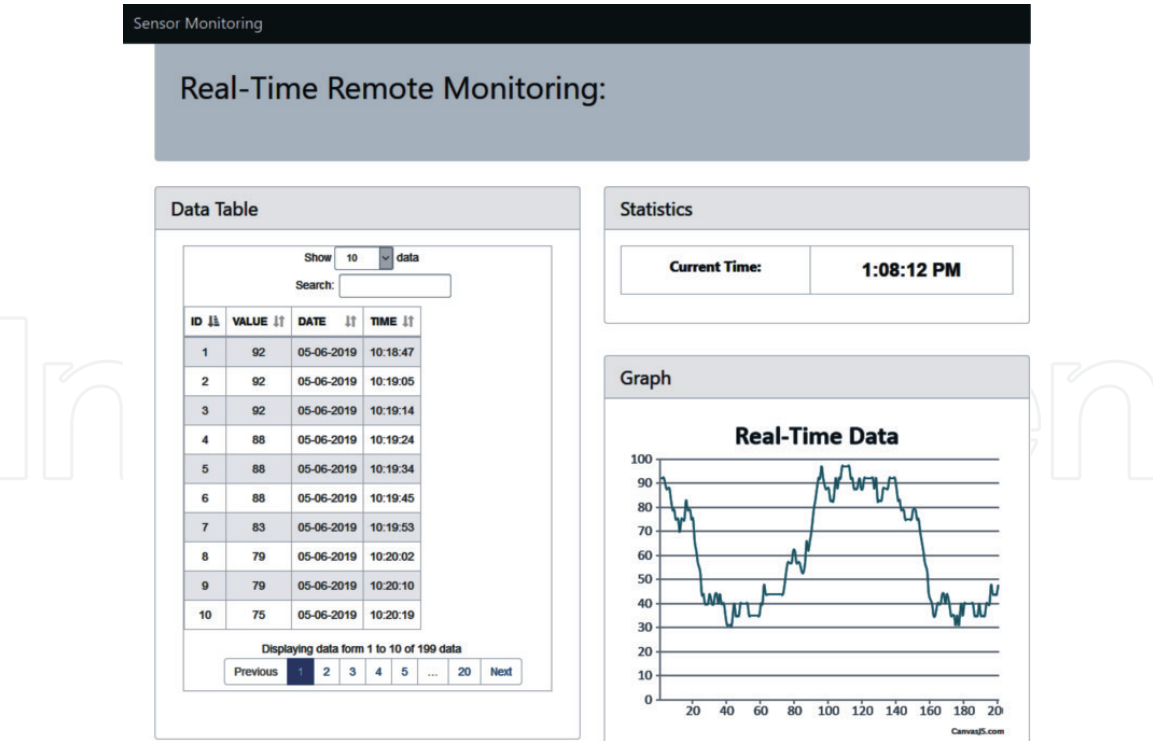 Sensor Monitoring
Real-Time Remote Monitoring:
Data Table
Show 10 data
Search:
ID VALUE DATE TIME
1 92 05-06-2019 10:18:47
2 92 05-06-2019 10:19:05
3 92 05-06-2019 10:19:14
4 88 05-06-2019 10:19:24
5 88 05-06-2019 10:19:34
6 88 05-06-2019 10:19:45
7 83 05-06-2019 10:19:53
8 79 05-06-2019 10:20:02
9 79 05-06-2019 10:20:10
10 75 05-06-2019 10:20:19
Displaying data form 1 to 10 of 199 data
Previous 1 2 3 4 5 ... 20 Next
Statistics
Current Time: 1:08:12 PM
Graph
Real-Time Data
100
90
80
70
60
50
40
30
20
10
0
20 40 60 80 100 120 140 160 180
CanvasJS.com